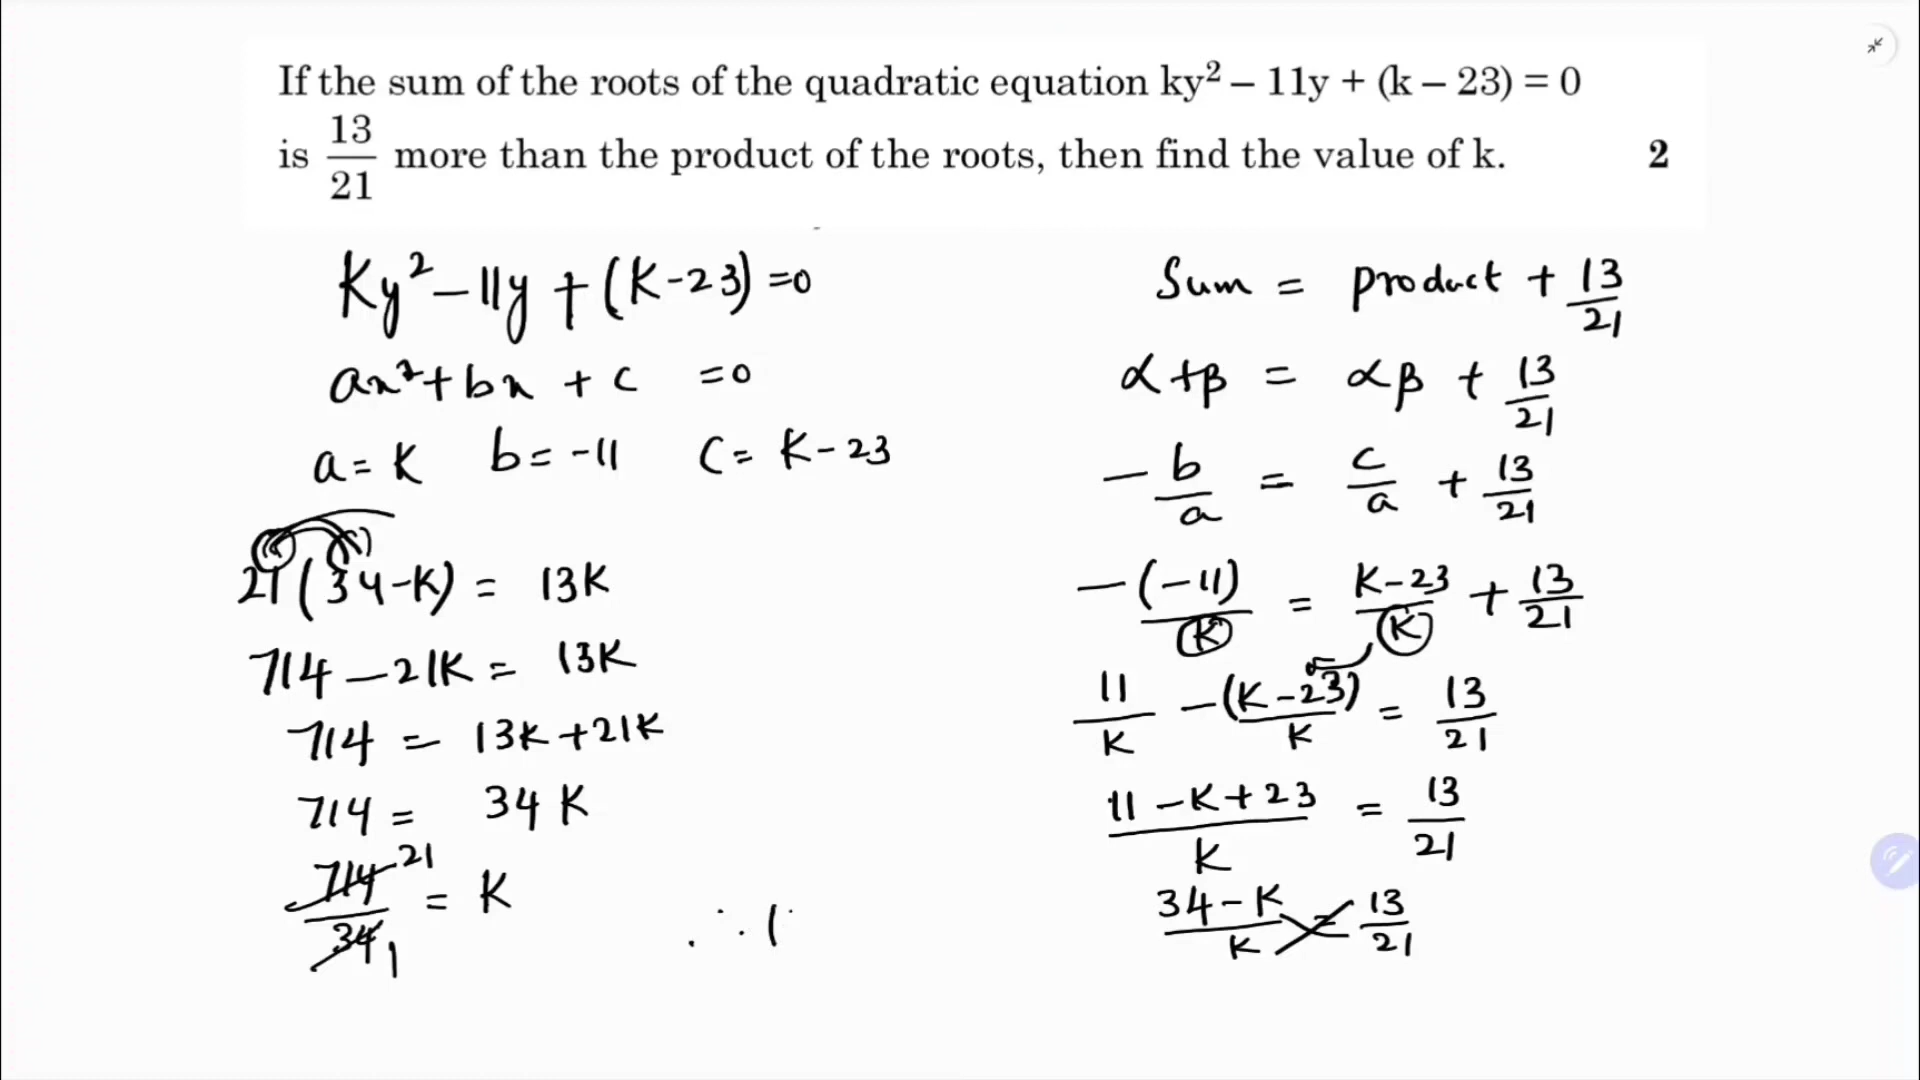 If the sum of the roots of the quadratic equation ky² – 11y + (k – 23) = 0
is 13/21 more than the product of the roots, then find the value of k. 2
Ky² – 11y + (K-23) =0
ax² + bx + c =0
a = K b = -11 C = K-23
Sum = product + 13/21
α+β = αβ + 13/21
- b/a = c/a + 13/21
-(-11)/K = K-23/K + 13/21
11/K - (K-23)/K = 13/21
11-K+23/K = 13/21
34-K/K = 13/21
21(34-K) = 13K
714 - 21K = 13K
714 = 13K+21K
714 = 34K
714/34 = K
21
1
∴